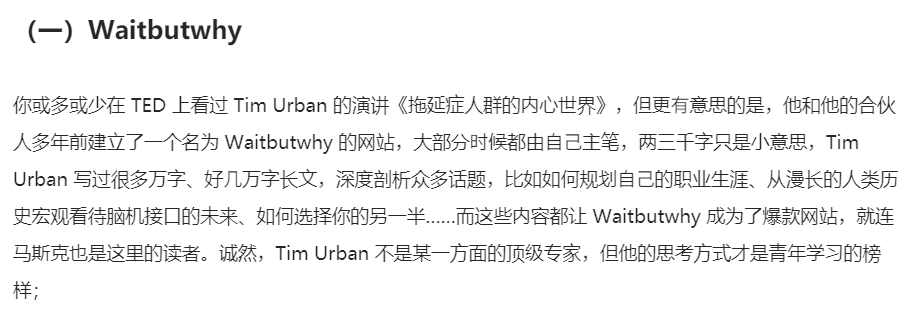 （一）Waitbutwhy
你或多或少在 TED 上看过 Tim Urban 的演讲《拖延症人群的内心世界》，但更有意思的是，他和他的合伙
人多年前建立了一个名为 Waitbutwhy 的网站，大部分时候都由自己主笔，两三千字只是小意思，Tim
Urban 写过很多万字、好几万字长文，深度剖析众多话题，比如如何规划自己的职业生涯、从漫长的人类历
史宏观看待脑机接口的未来、如何选择你的另一半......而这些内容都让 Waitbutwhy 成为了爆款网站，就连
马斯克也是这里的读者。诚然，Tim Urban 不是某一方面的顶级专家，但他的思考方式才是青年学习的榜
样；